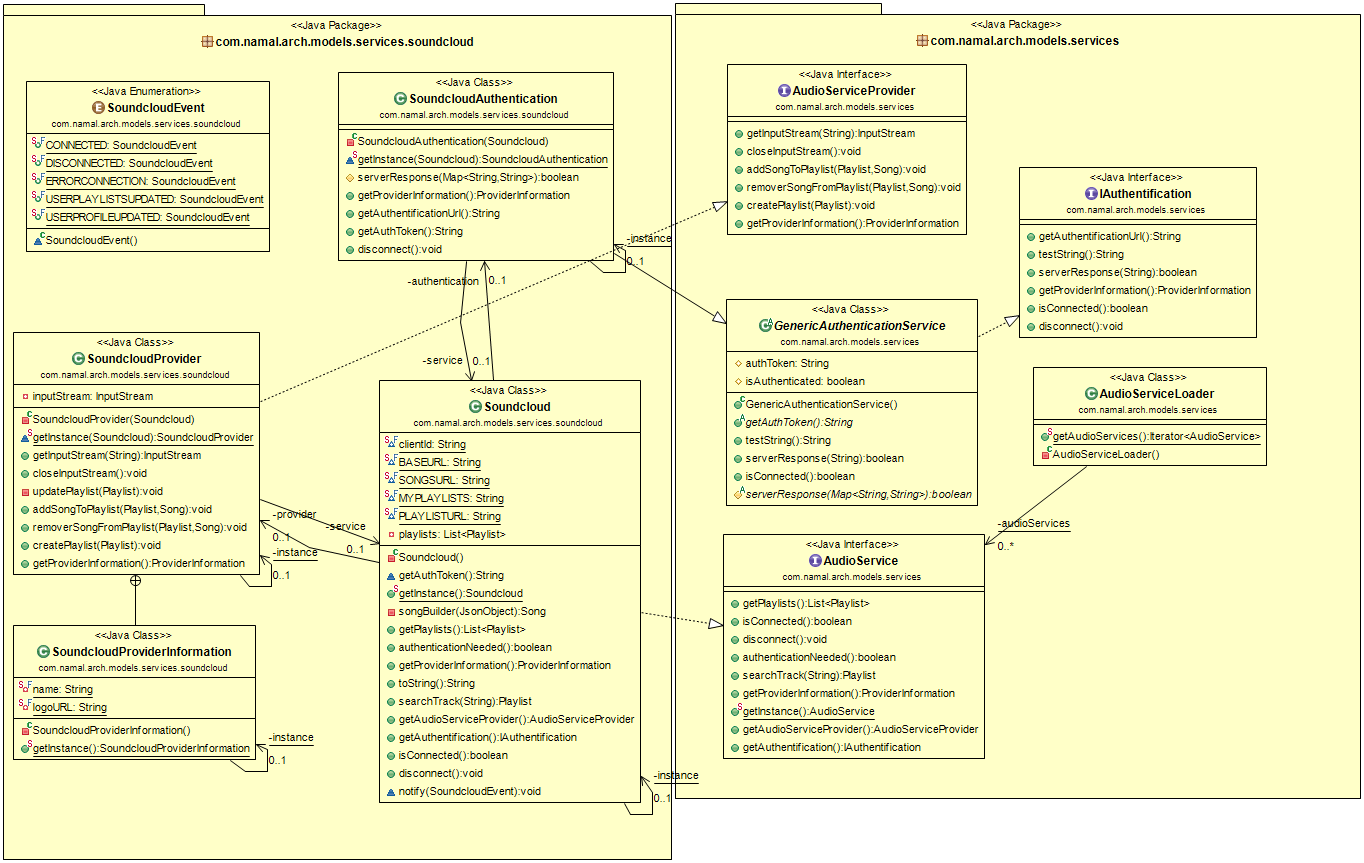 <<Java Package>>
com.namal.arch.models.services.soundcloud
<<Java Enumeration>>
SoundcloudEvent
com.namal.arch.models.services.soundcloud
CONNECTED: SoundcloudEvent
DISCONNECTED: SoundcloudEvent
ERRORCONNECTION: SoundcloudEvent
USERPLAYLISTSUPDATED: SoundcloudEvent
USERPROFILEUPDATED: SoundcloudEvent
SoundcloudEvent()
<<Java Class>>
SoundcloudAuthentication
com.namal.arch.models.services.soundcloud
SoundcloudAuthentication(Soundcloud)
getInstance(Soundcloud):SoundcloudAuthentication
serverResponse(Map<String,String>):boolean
getProviderInformation():ProviderInformation
getAuthentificationUrl():String
getAuthToken():String
disconnect():void
-instance
0..1
-authentication
0..1
-service
0..1
<<Java Class>>
SoundcloudProvider
com.namal.arch.models.services.soundcloud
inputStream: InputStream
SoundcloudProvider(Soundcloud)
getInstance(Soundcloud):SoundcloudProvider
getInputStream(String):InputStream
closeInputStream():void
updatePlaylist(Playlist):void
addSongToPlaylist(Playlist,Song):void
removerSongFromPlaylist(Playlist,Song):void
createPlaylist(Playlist):void
getProviderInformation():ProviderInformation
-provider
0..1
-service
0..1
-instance
0..1
<<Java Class>>
SoundcloudProviderInformation
com.namal.arch.models.services.soundcloud
name: String
logoURL: String
SoundcloudProviderInformation()
getInstance():SoundcloudProviderInformation
-instance
0..1
<<Java Class>>
Soundcloud
com.namal.arch.models.services.soundcloud
clientId: String
BASEURL: String
SONGSURL: String
MYPLAYLISTS: String
PLAYLISTURL: String
playlists: List<Playlist>
Soundcloud()
getAuthToken():String
getInstance():Soundcloud
songBuilder(JsonObject):Song
getPlaylists():List<Playlist>
authenticationNeeded():boolean
getProviderInformation():ProviderInformation
toString():String
searchTrack(String):Playlist
getAudioServiceProvider():AudioServiceProvider
getAuthentification():IAuthentification
isConnected():boolean
disconnect():void
notify(SoundcloudEvent):void
-instance
0..1
<<Java Package>>
com.namal.arch.models.services
<<Java Interface>>
AudioServiceProvider
com.namal.arch.models.services
getInputStream(String):InputStream
closeInputStream():void
addSongToPlaylist(Playlist,Song):void
removerSongFromPlaylist(Playlist,Song):void
createPlaylist(Playlist):void
getProviderInformation():ProviderInformation
<<Java Interface>>
IAuthentification
com.namal.arch.models.services
getAuthentificationUrl():String
testString():String
serverResponse(String):boolean
getProviderInformation():ProviderInformation
isConnected():boolean
disconnect():void
<<Java Class>>
GenericAuthenticationService
com.namal.arch.models.services
authToken: String
isAuthenticated: boolean
GenericAuthenticationService()
getAuthToken():String
testString():String
serverResponse(String):boolean
isConnected():boolean
serverResponse(Map<String,String>):boolean
<<Java Class>>
AudioServiceLoader
com.namal.arch.models.services
getAudioServices():Iterator<AudioService>
AudioServiceLoader()
-audioServices
0..*
<<Java Interface>>
AudioService
com.namal.arch.models.services
getPlaylists():List<Playlist>
isConnected():boolean
disconnect():void
authenticationNeeded():boolean
searchTrack(String):Playlist
getProviderInformation():ProviderInformation
getInstance():AudioService
getAudioServiceProvider():AudioServiceProvider
getAuthentification():IAuthentification